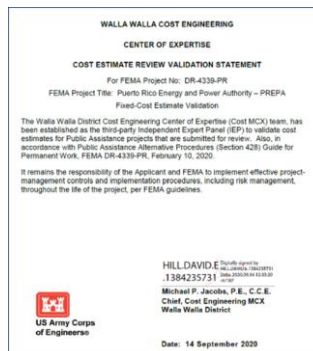 WALLA WALLA COST ENGINEERING
CENTER OF EXPERTISE
COST ESTIMATE REVIEW VALIDATION STATEMENT
For FEMA Project No: DR-4339-PR
FEMA Project Title: Puerto Rico Energy and Power Authority – PREPA
Fixed-Cost Estimate Validation
The Walla Walla District Cost Engineering Center of Expertise (Cost MCX) team, has
been established as the third-party Independent Expert Panel (IEP) to validate cost
estimates for Public Assistance projects that are submitted for review. Also, in
accordance with Public Assistance Alternative Procedures (Section 428) Guide for
Permanent Work, FEMA DR-4339-PR, February 10, 2020.
It remains the responsibility of the Applicant and FEMA to implement effective project-
management controls and implementation procedures, including risk management,
throughout the life of the project, per FEMA guidelines.
HILL.DAVID.E
.1384235731
Digitally signed by
HILL.DAVID.E.1384235731
Michael P. Jacobs, P.E., C.C.E.
Chief, Cost Engineering MCX
Walla Walla District
US Army Corps
of Engineers®
Date: 14 September 2020